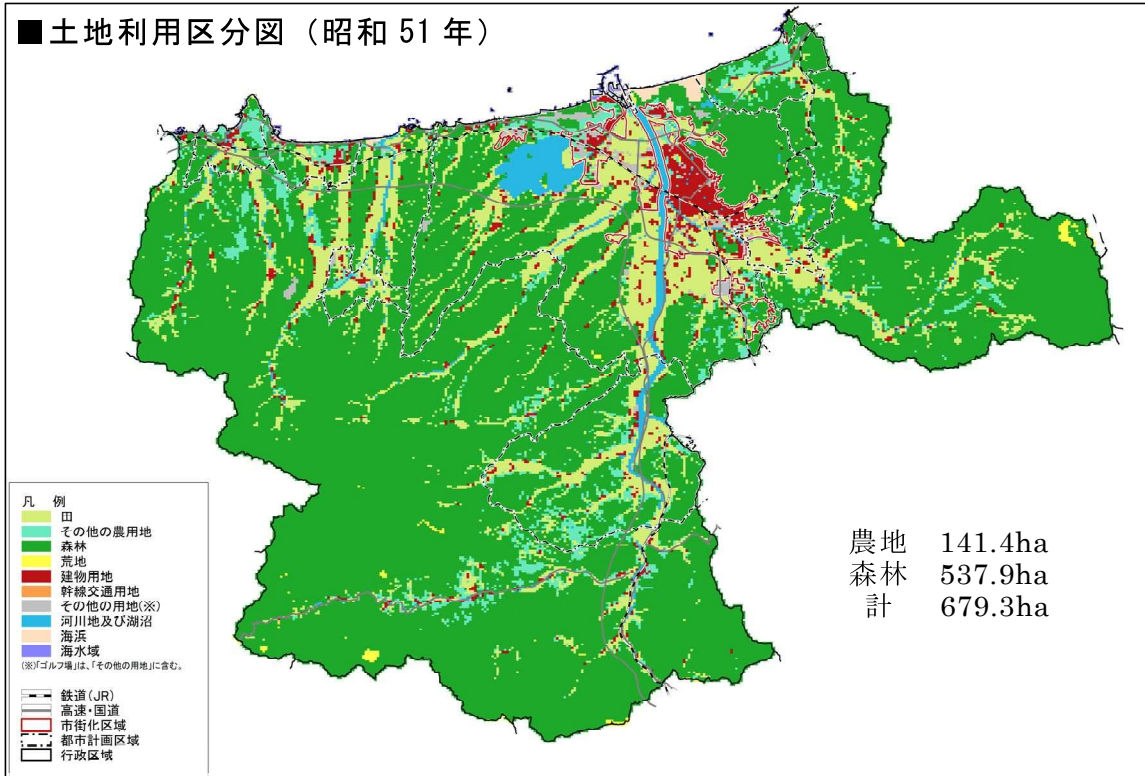 ■土地利用区分図（昭和 51 年）
凡　例
田
その他の農用地
森林
荒地
建物用地
幹線交通用地
その他の用地(※)
河川地及び湖沼
海浜
海水域
(※)「ゴルフ場」は、「その他の用地」に含む。
鉄道(JR)
高速・国道
市街化区域
都市計画区域
行政区域
農地　141.4ha
森林　537.9ha
計　679.3ha